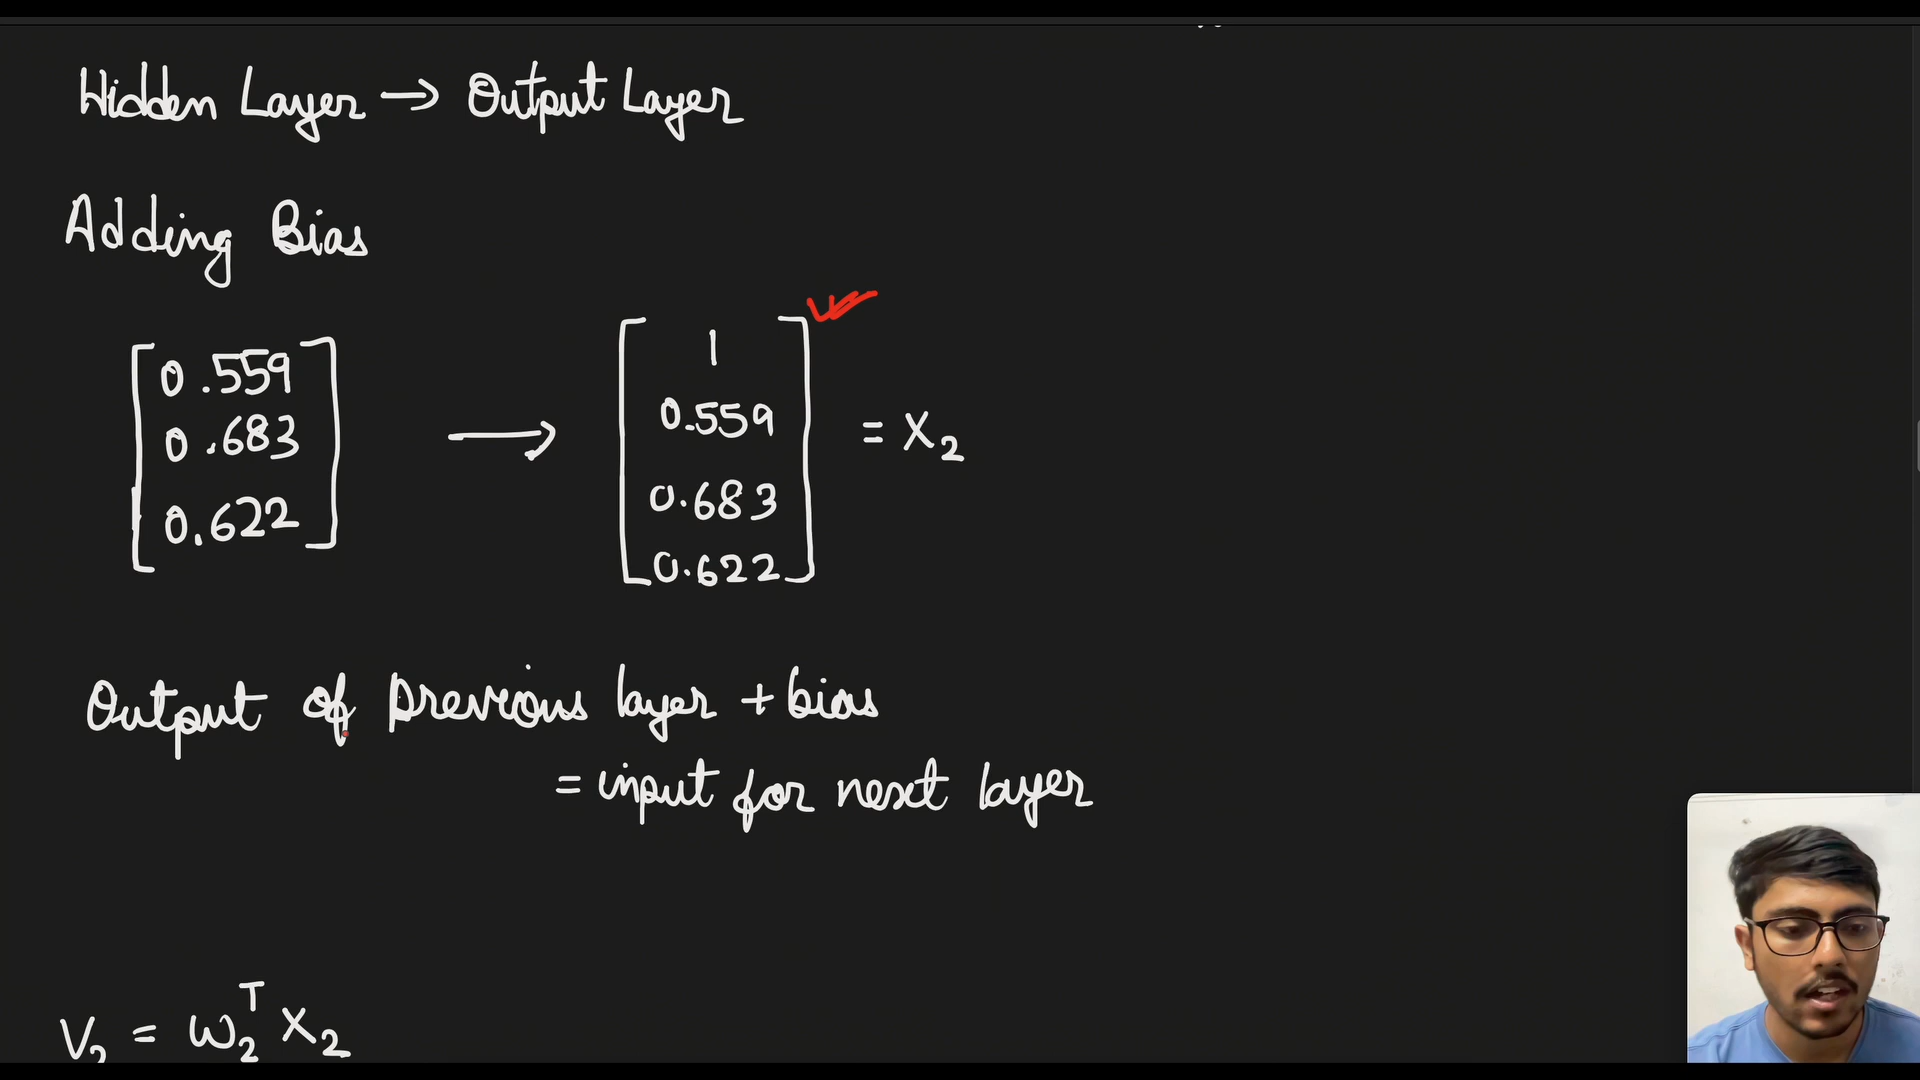 Hidden Layer → Output Layer
Adding Bias
[0.559
0.683
0.622] → [1
0.559
0.683
0.622] = X₂
Output of previous layer + bias
= input for next layer
V₂ = W₂ᵀ X₂